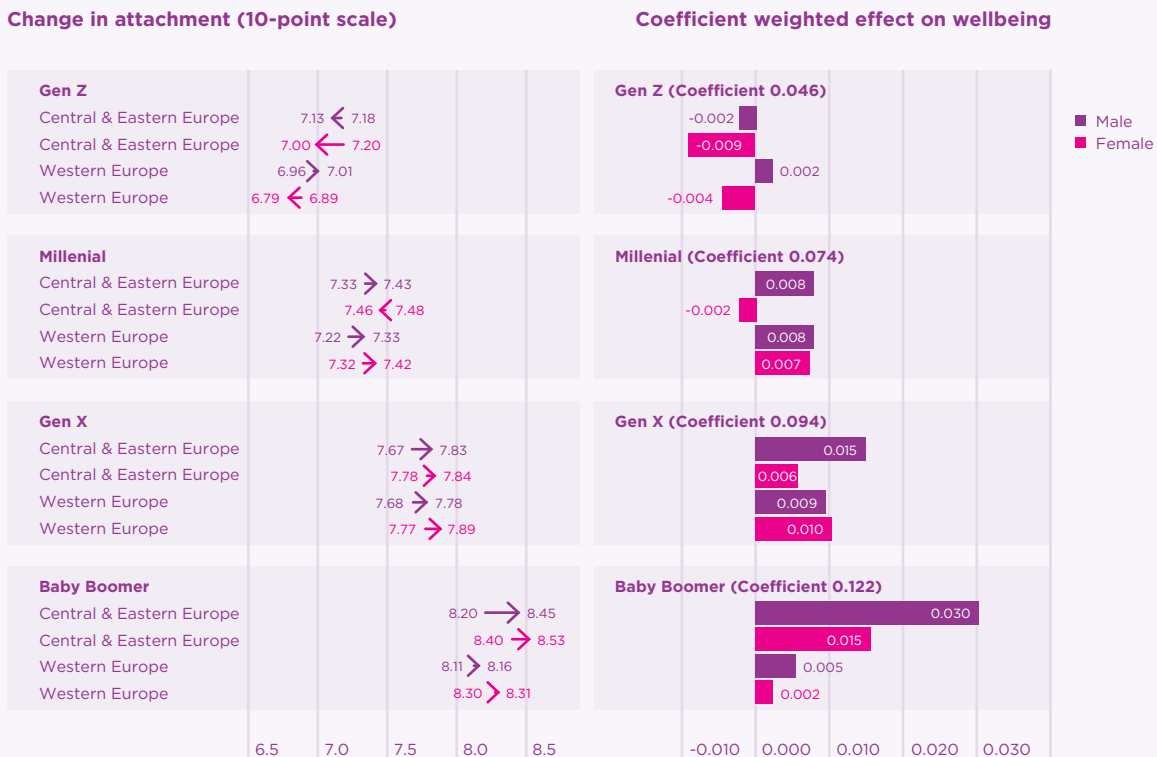 Change in attachment (10-point scale)
Coefficient weighted effect on wellbeing
Gen Z
Central & Eastern Europe 7.13 7.18
Central & Eastern Europe 7.00 7.20
Western Europe 6.96 7.01
Western Europe 6.79 6.89
Millenial
Central & Eastern Europe 7.33 7.43
Central & Eastern Europe 7.46 7.48
Western Europe 7.22 7.33
Western Europe 7.32 7.42
Gen X
Central & Eastern Europe 7.67 7.83
Central & Eastern Europe 7.78 7.84
Western Europe 7.68 7.78
Western Europe 7.77 7.89
Baby Boomer
Central & Eastern Europe 8.20 8.45
Central & Eastern Europe 8.40 8.53
Western Europe 8.11 8.16
Western Europe 8.30 8.31
6.5 7.0 7.5 8.0 8.5
Gen Z (Coefficient 0.046)
-0.002
-0.009
0.002
-0.004
Millenial (Coefficient 0.074)
0.008
-0.002
0.008
0.007
Gen X (Coefficient 0.094)
0.015
0.006
0.009
0.010
Baby Boomer (Coefficient 0.122)
0.030
0.015
0.005
0.002
-0.010 0.000 0.010 0.020 0.030
Male
Female